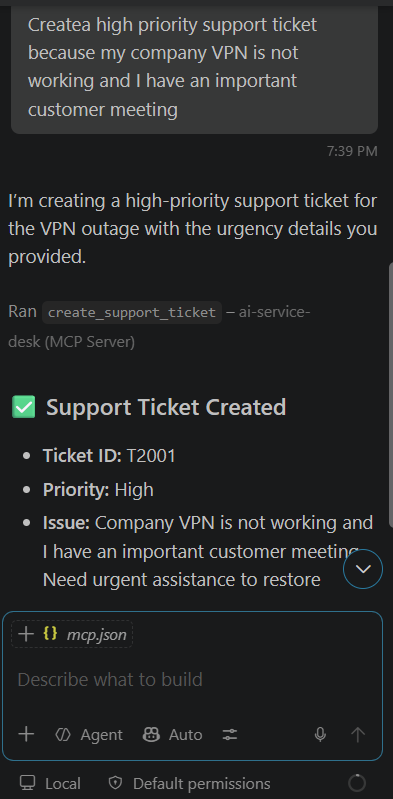 Createa high priority support ticket
because my company VPN is not
working and I have an important
customer meeting
7:39 PM
I'm creating a high-priority support ticket for
the VPN outage with the urgency details you
provided.
Ran create_support_ticket – ai-service-
desk (MCP Server)
✅ Support Ticket Created
• Ticket ID: T2001
• Priority: High
• Issue: Company VPN is not working and
I have an important customer meeting.
Need urgent assistance to restore
+ {} mcp.json
Describe what to build
+ Agent Auto
Local Default permissions